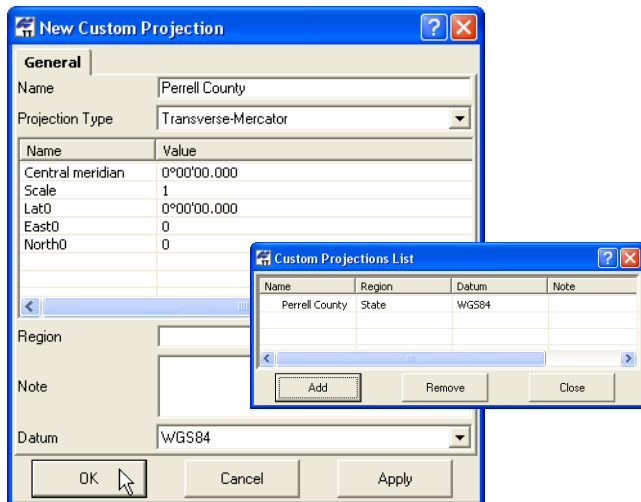 New Custom Projection
General
Name
Perrell County
Projection Type
Transverse-Mercator
Name Value
Central meridian 0°00'00.000
Scale 1
Lat0 0°00'00.000
East0 0
North0 0
Region
Note
Datum
WGS84
OK Cancel Apply
Custom Projections List
Name Region Datum Note
Perrell County State WGS84
Add Remove Close